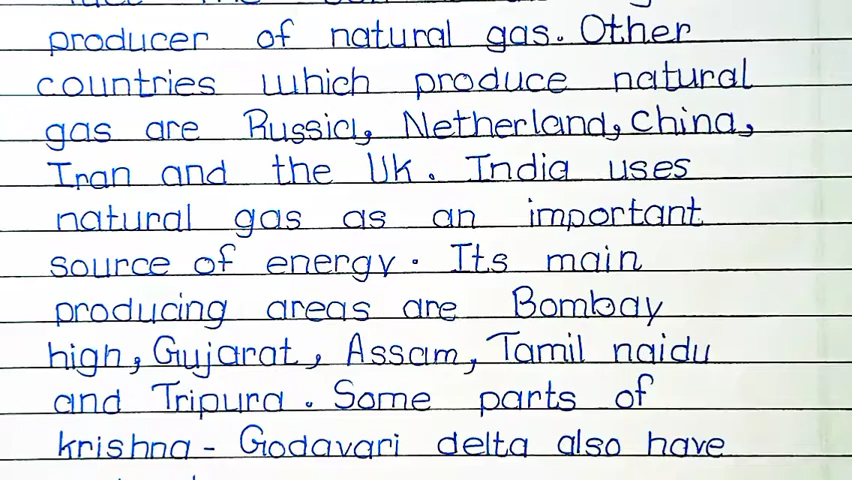 producer of natural gas. Other
countries which produce natural
gas are Russia, Netherland, China,
Iran and the UK. India uses
natural gas as an important
source of energy. Its main
producing areas are Bombay
high, Gujarat, Assam, Tamil naidu
and Tripura. Some parts of
krishna - Godavari delta also have